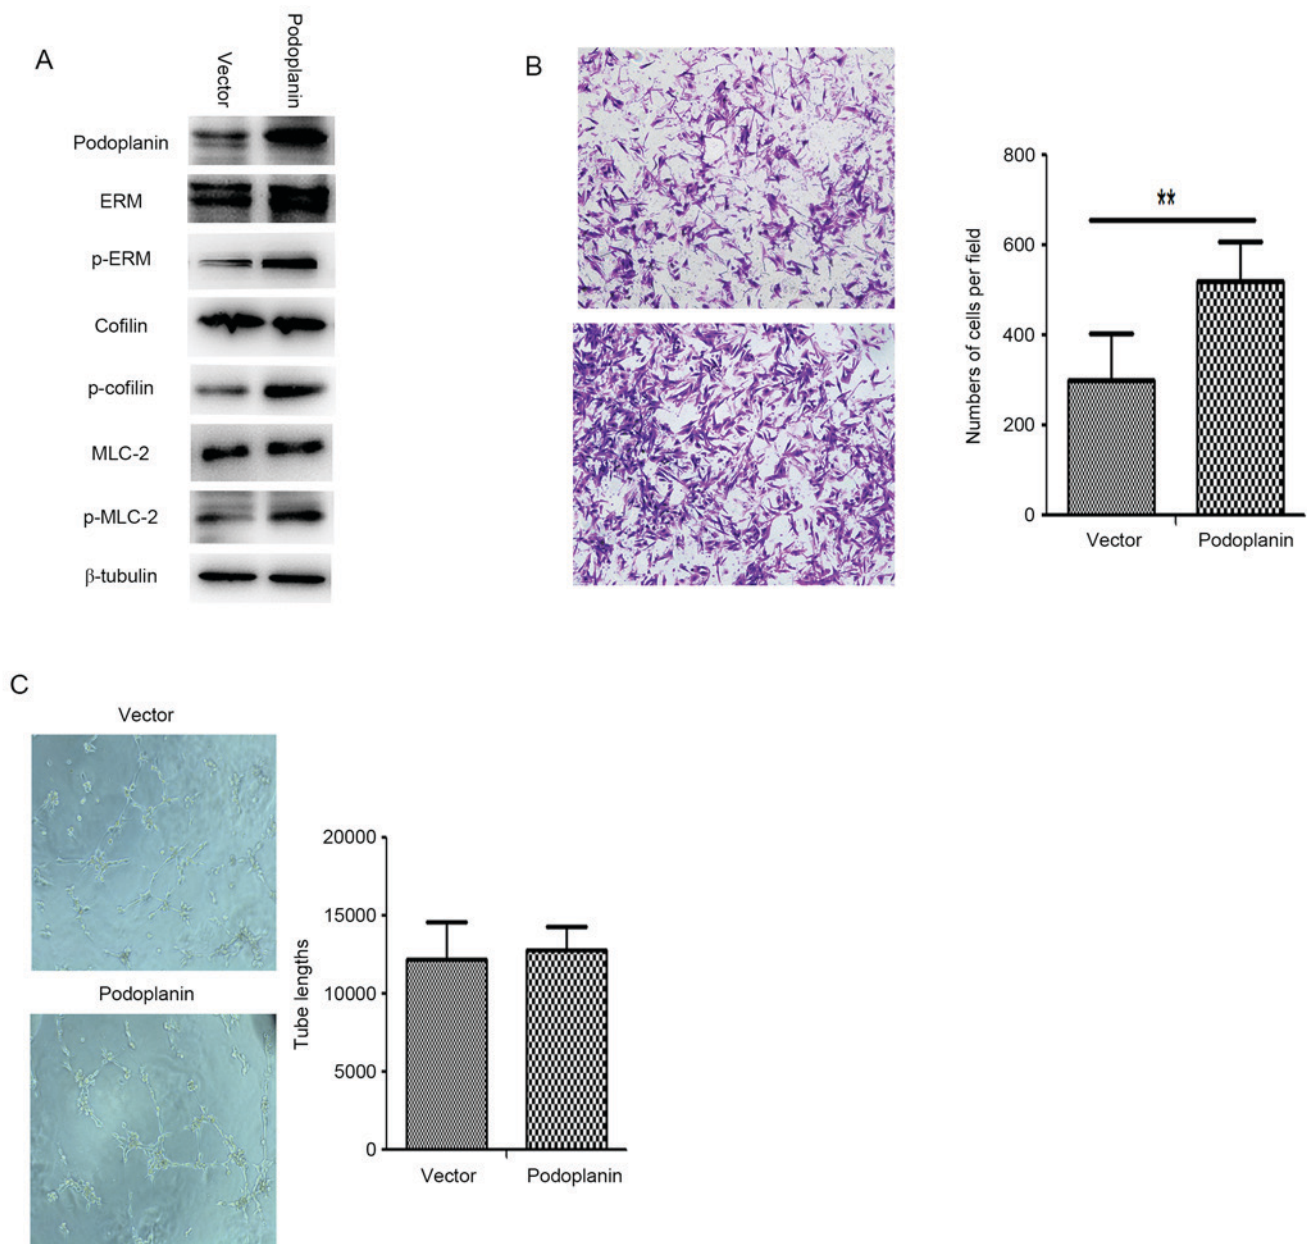 A
Vector
Podoplanin
Podoplanin
ERM
p-ERM
Cofilin
p-cofilin
MLC-2
p-MLC-2
β-tubulin
B
Numbers of cells per field
800
600
400
200
0
**
Vector
Podoplanin
C
Vector
Podoplanin
Tube lengths
20000
15000
10000
5000
0
Vector
Podoplanin